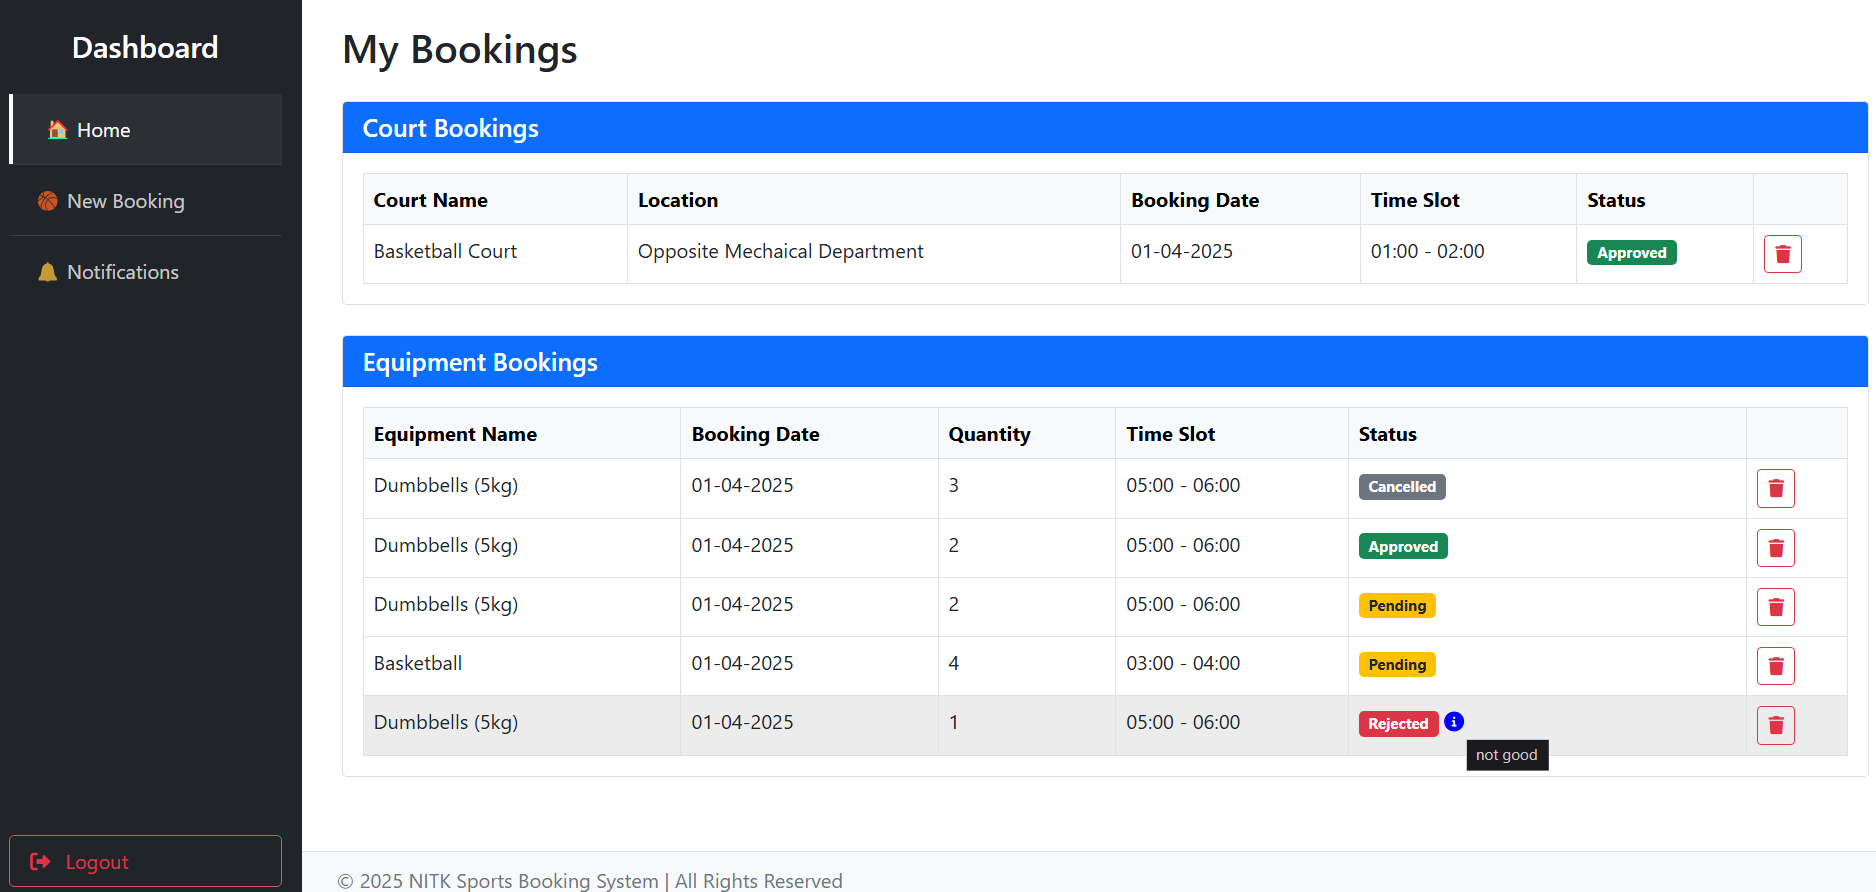 Dashboard
Home
New Booking
Notifications
Logout
My Bookings
Court Bookings
Court Name Location Booking Date Time Slot Status
Basketball Court Opposite Mechaical Department 01-04-2025 01:00 - 02:00 Approved
Equipment Bookings
Equipment Name Booking Date Quantity Time Slot Status
Dumbbells (5kg) 01-04-2025 3 05:00 - 06:00 Cancelled
Dumbbells (5kg) 01-04-2025 2 05:00 - 06:00 Approved
Dumbbells (5kg) 01-04-2025 2 05:00 - 06:00 Pending
Basketball 01-04-2025 4 03:00 - 04:00 Pending
Dumbbells (5kg) 01-04-2025 1 05:00 - 06:00 Rejected
not good
© 2025 NITK Sports Booking System | All Rights Reserved